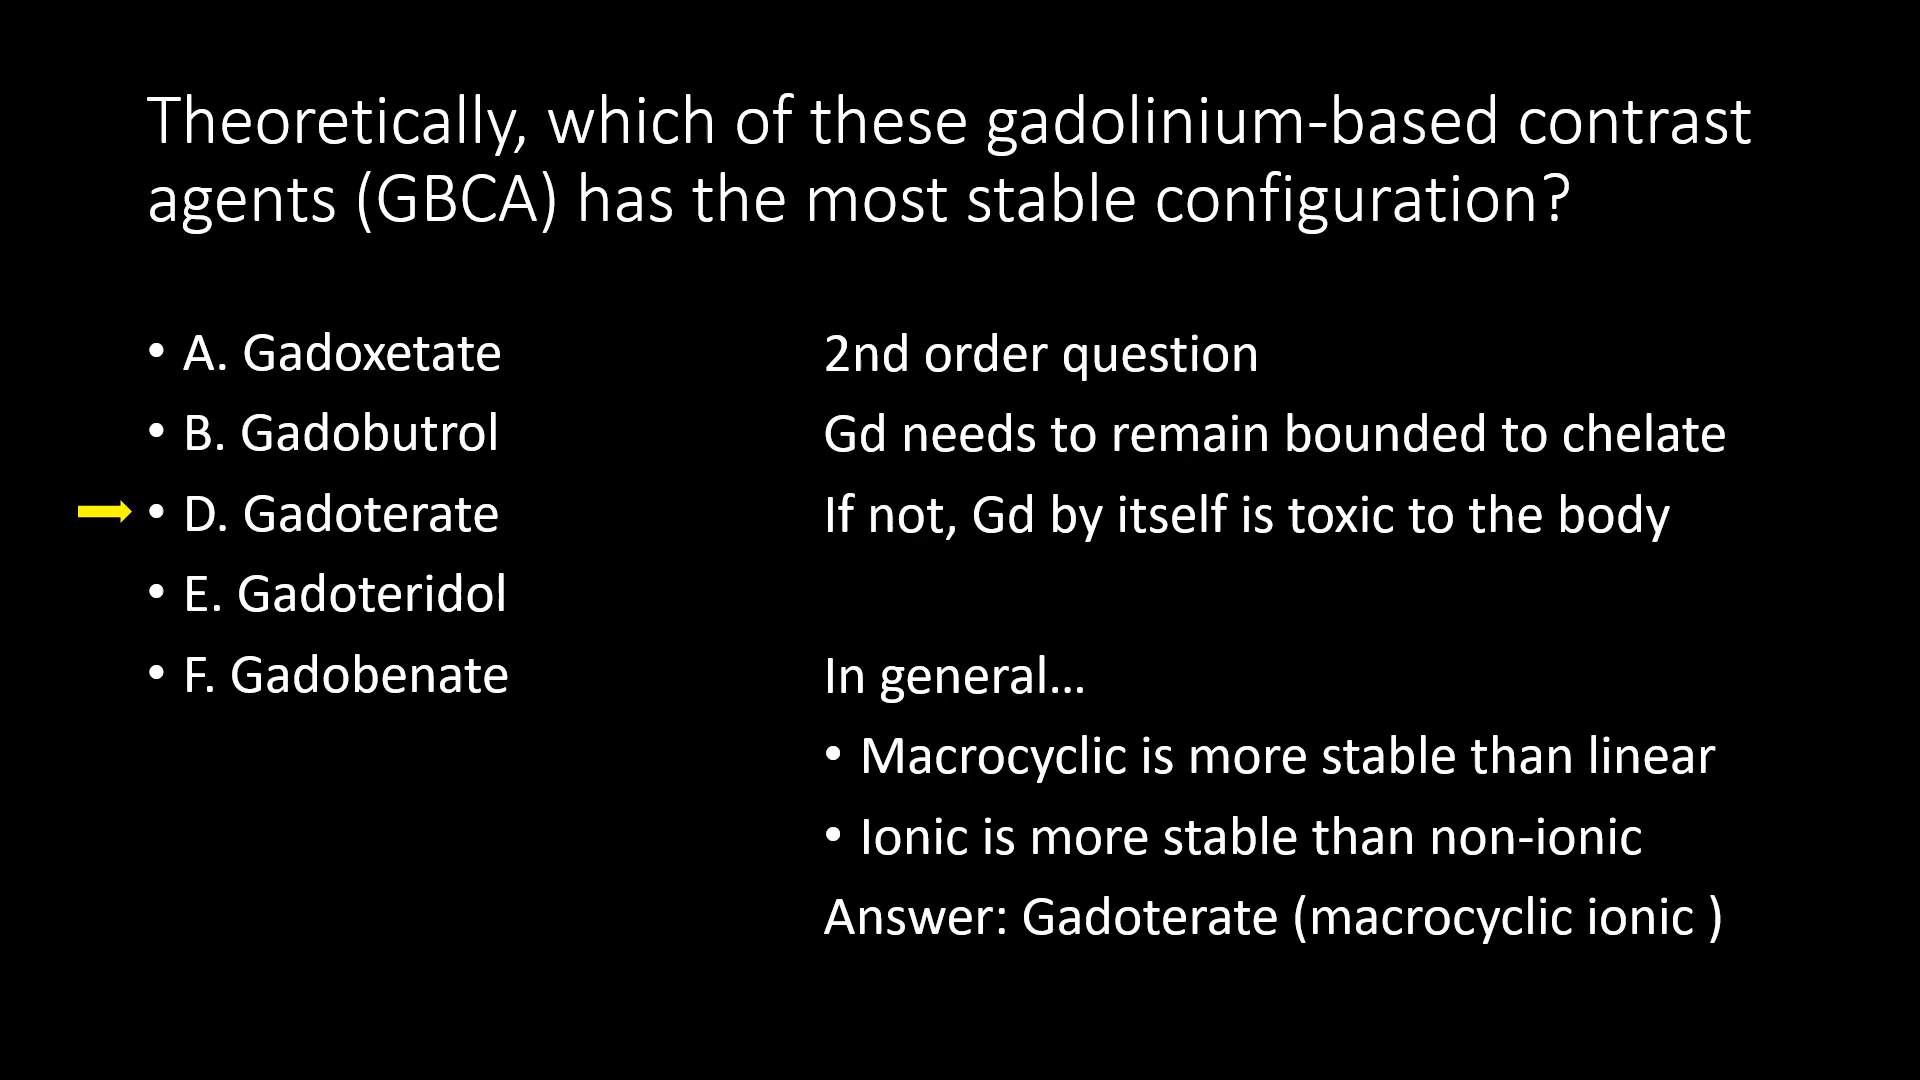 Theoretically, which of these gadolinium-based contrast
agents (GBCA) has the most stable configuration?
• A. Gadoxetate
• B. Gadobutrol
• D. Gadoterate
• E. Gadoteridol
• F. Gadobenate
2nd order question
Gd needs to remain bounded to chelate
If not, Gd by itself is toxic to the body
In general...
• Macrocyclic is more stable than linear
• Ionic is more stable than non-ionic
Answer: Gadoterate (macrocyclic ionic )